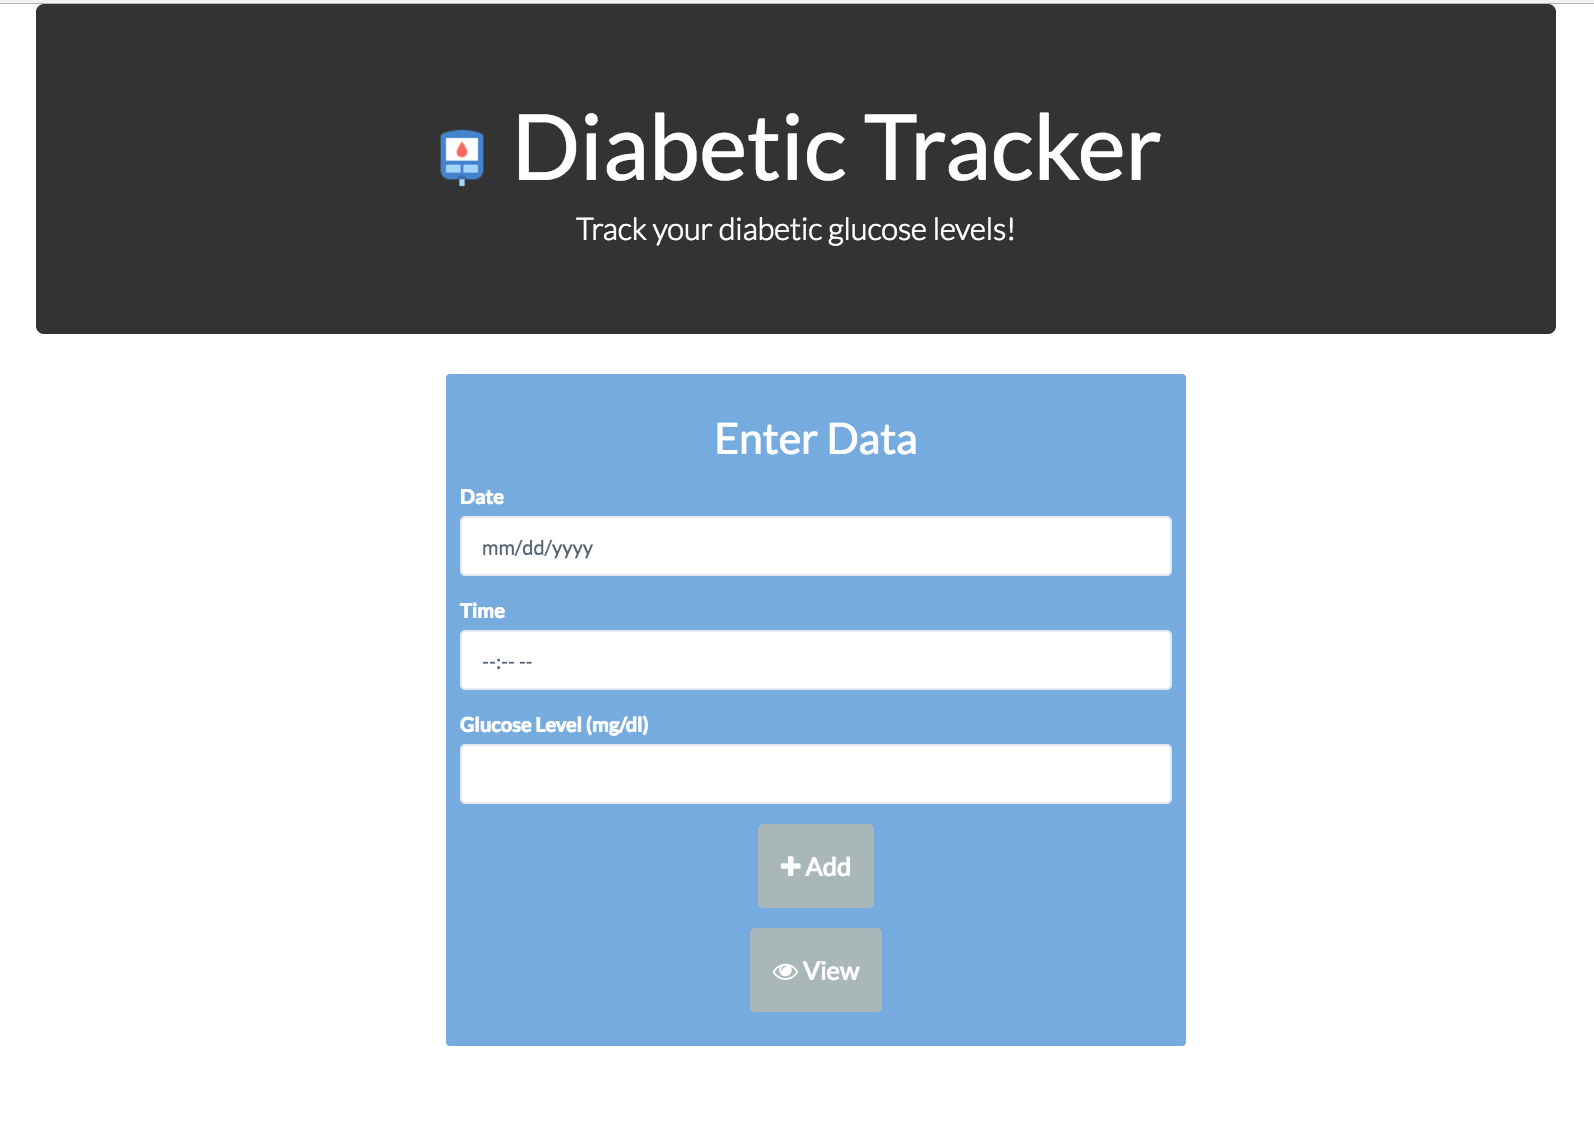 Diabetic Tracker
Track your diabetic glucose levels!
Enter Data
Date
mm/dd/yyyy
Time
--:-- --
Glucose Level (mg/dl)
Add
View